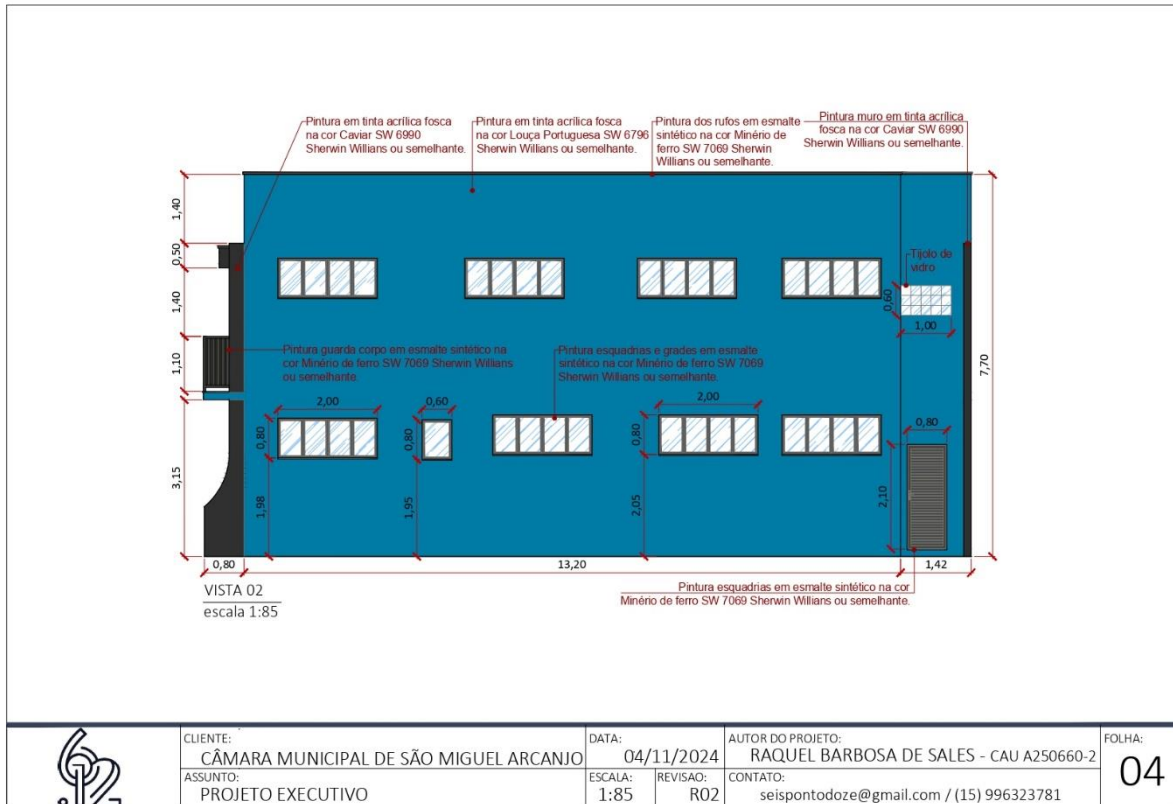 Pintura em tinta acrílica fosca
na cor Caviar SW 6990
Sherwin Willians ou semelhante.
Pintura em tinta acrílica fosca
na cor Louça Portuguesa SW 6796
Sherwin Willians ou semelhante.
Pintura dos rufos em esmalte
sintético na cor Minério de
ferro SW 7069 Sherwin
Willians ou semelhante.
Pintura muro em tinta acrílica
fosca na cor Caviar SW 6990
Sherwin Willians ou semelhante.
1,40
0,50
1,40
1,10
3,15
Tijolo de
vidro
0,60
1,00
7,70
Pintura guarda corpo em esmalte sintético na
cor Minério de ferro SW 7069 Sherwin Willians
ou semelhante.
Pintura esquadrias e grades em esmalte
sintético na cor Minério de ferro SW 7069
Sherwin Willians ou semelhante.
2,00
0,60
2,00
0,80
0,80
0,80
0,80
1,98
1,95
2,05
2,10
0,80
13,20
1,42
Pintura esquadrias em esmalte sintético na cor
Minério de ferro SW 7069 Sherwin Willians ou semelhante.
VISTA 02
escala 1:85
CLIENTE:
CÂMARA MUNICIPAL DE SÃO MIGUEL ARCANJO
DATA:
04/11/2024
AUTOR DO PROJETO:
RAQUEL BARBOSA DE SALES - CAU A250660-2
FOLHA:
04
ASSUNTO:
PROJETO EXECUTIVO
ESCALA:
1:85
REVISAO:
R02
CONTATO:
seispontodoze@gmail.com / (15) 996323781